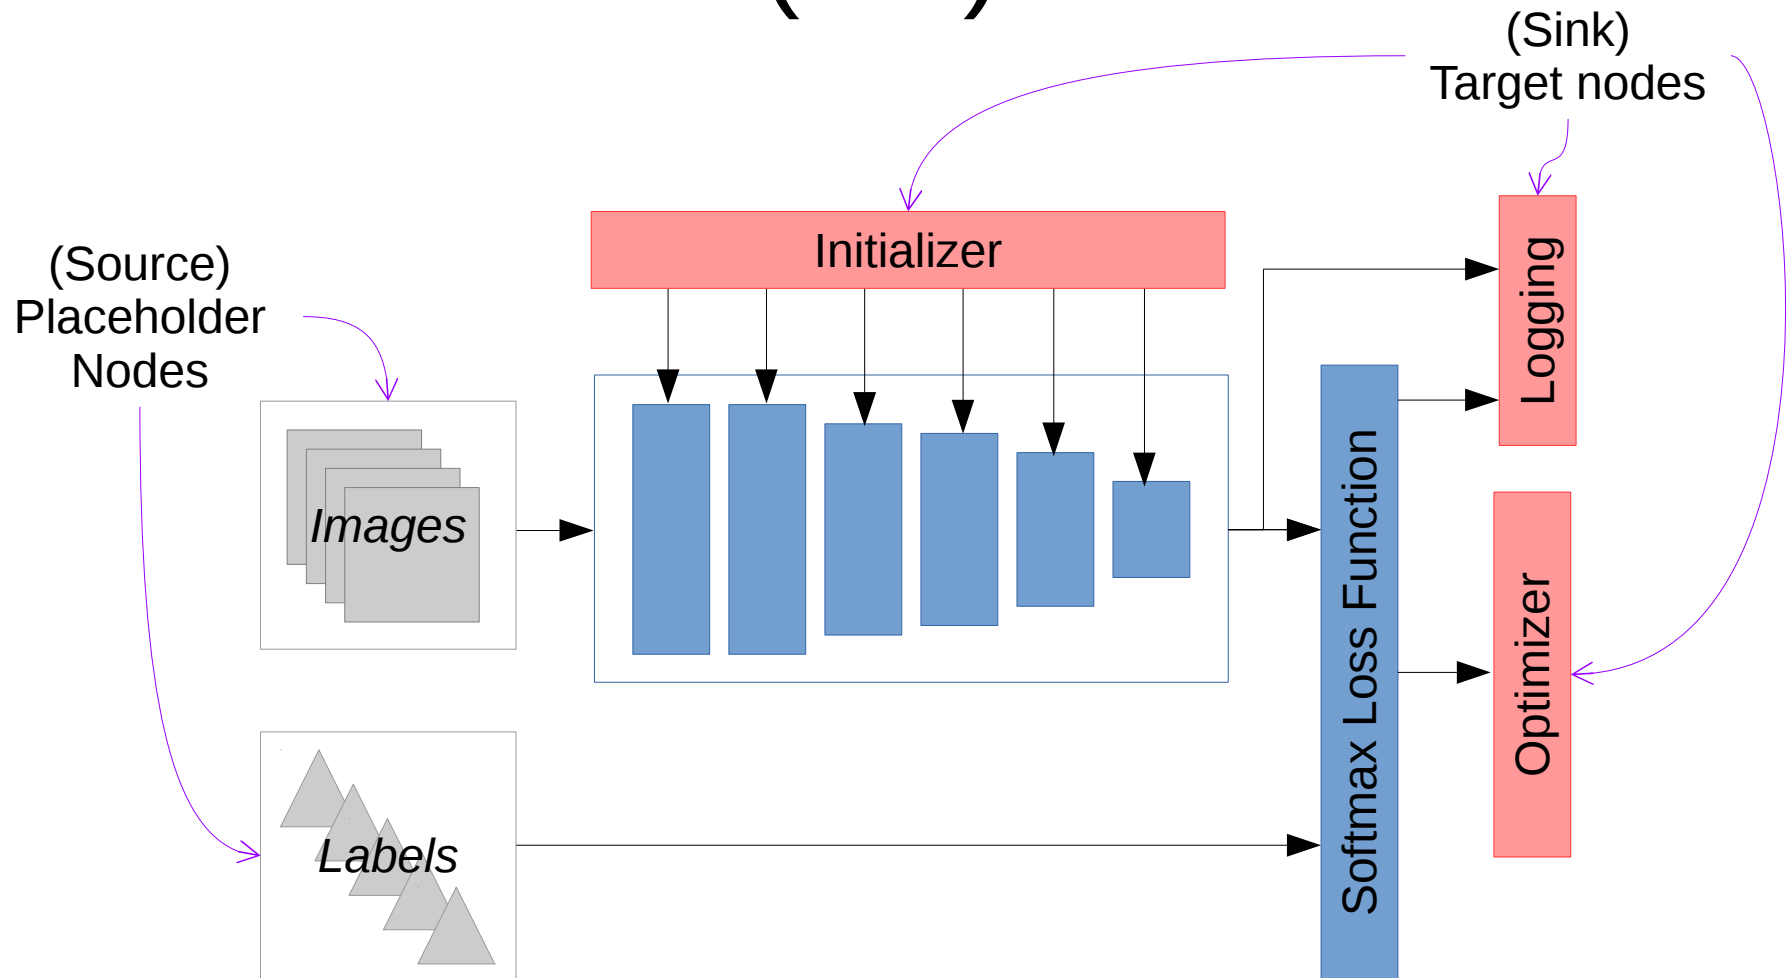 (Sink)
Target nodes
(Source)
Placeholder
Nodes
Initializer
Logging
Images
Softmax Loss Function
Optimizer
Labels